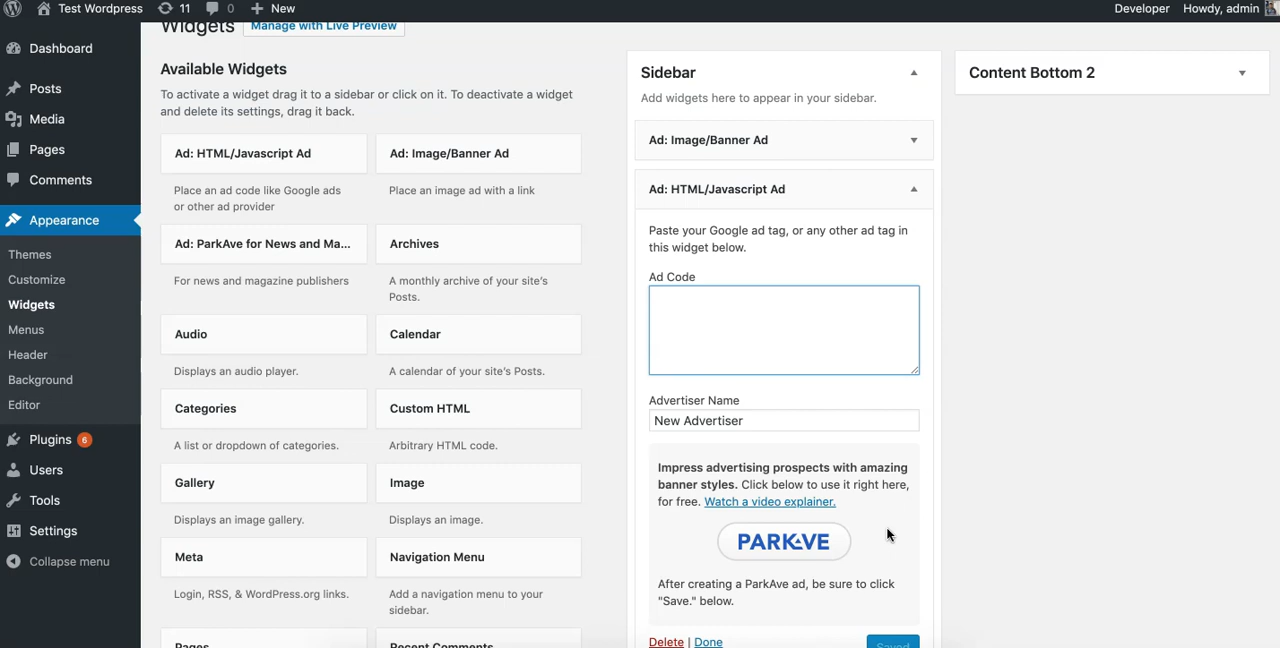 Test Wordpress
11
0
New
Developer
Howdy, admin
Dashboard
Posts
Media
Pages
Comments
Appearance
Themes
Customize
Widgets
Menus
Header
Background
Editor
Plugins 6
Users
Tools
Settings
Collapse menu
Widgets
Manage with Live Preview
Available Widgets
To activate a widget drag it to a sidebar or click on it. To deactivate a widget
and delete its settings, drag it back.
Ad: HTML/Javascript Ad
Place an ad code like Google ads
or other ad provider
Ad: Image/Banner Ad
Place an image ad with a link
Ad: ParkAve for News and Ma...
For news and magazine publishers
Archives
A monthly archive of your site's
Posts.
Audio
Displays an audio player.
Calendar
A calendar of your site's Posts.
Categories
A list or dropdown of categories.
Custom HTML
Arbitrary HTML code.
Gallery
Displays an image gallery.
Image
Displays an image.
Meta
Login, RSS, & WordPress.org links.
Navigation Menu
Add a navigation menu to your
sidebar.
Pages
Recent Comments
Sidebar
Add widgets here to appear in your sidebar.
Ad: Image/Banner Ad
Ad: HTML/Javascript Ad
Paste your Google ad tag, or any other ad tag in
this widget below.
Ad Code
Advertiser Name
New Advertiser
Impress advertising prospects with amazing
banner styles. Click below to use it right here,
for free. Watch a video explainer.
PARKAVE
After creating a ParkAve ad, be sure to click
"Save." below.
Delete | Done
Saved
Content Bottom 2